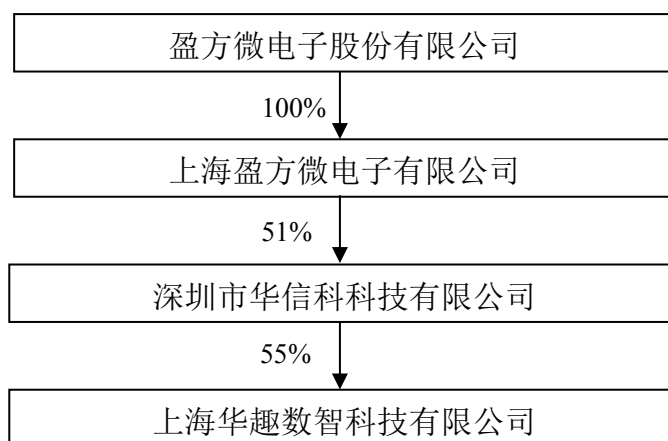 盈方微电子股份有限公司
100%
上海盈方微电子有限公司
51%
深圳市华信科科技有限公司
55%
上海华趣数智科技有限公司